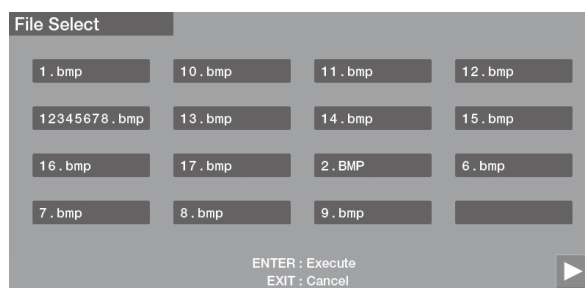 File Select
1.bmp 10.bmp 11.bmp 12.bmp
12345678.bmp 13.bmp 14.bmp 15.bmp
16.bmp 17.bmp 2.BMP 6.bmp
7.bmp 8.bmp 9.bmp
ENTER : Execute
EXIT : Cancel